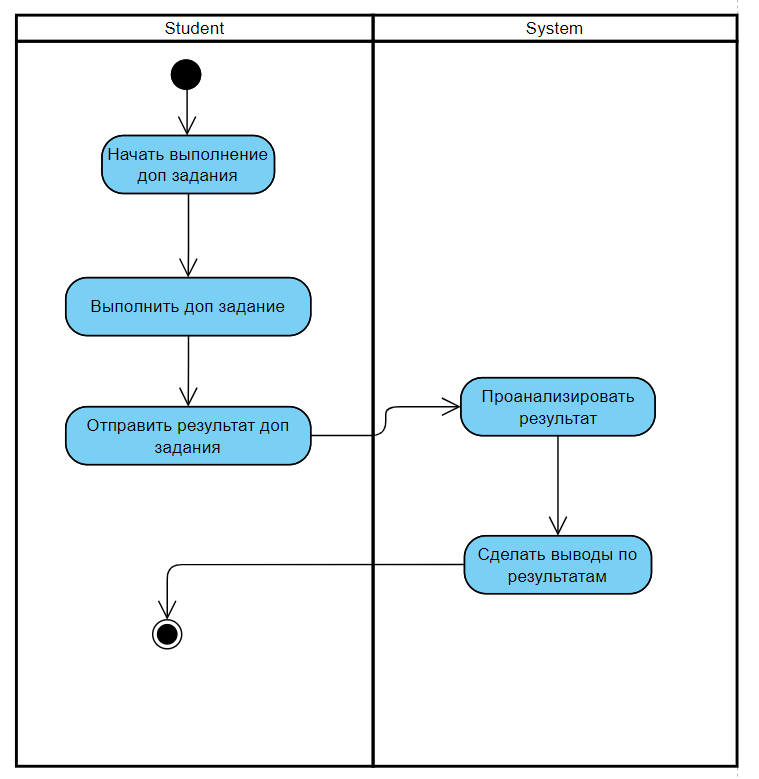 Student
System
Начать выполнение
доп задания
Выполнить доп задание
Отправить результат доп
задания
Проанализировать
результат
Сделать выводы по
результатам